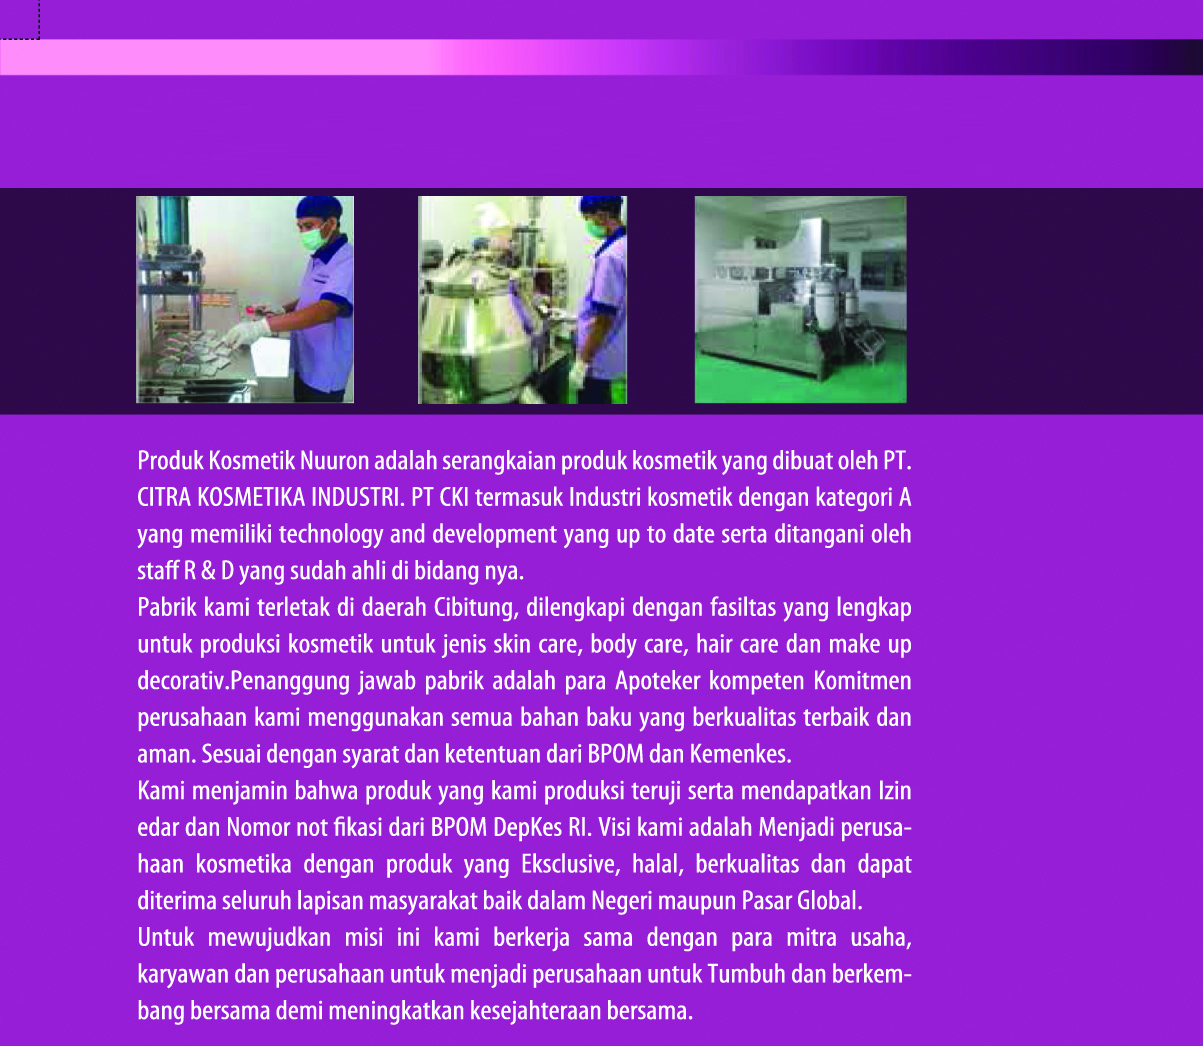 Produk Kosmetik Nuuron adalah serangkaian produk kosmetik yang dibuat oleh PT.
CITRA KOSMETIKA INDUSTRI. PT CKI termasuk Industri kosmetik dengan kategori A
yang memiliki technology and development yang up to date serta ditangani oleh
staff R & D yang sudah ahli di bidang nya.
Pabrik kami terletak di daerah Cibitung, dilengkapi dengan fasiltas yang lengkap
untuk produksi kosmetik untuk jenis skin care, body care, hair care dan make up
decorativ.Penanggung jawab pabrik adalah para Apoteker kompeten Komitmen
perusahaan kami menggunakan semua bahan baku yang berkualitas terbaik dan
aman. Sesuai dengan syarat dan ketentuan dari BPOM dan Kemenkes.
Kami menjamin bahwa produk yang kami produksi teruji serta mendapatkan Izin
edar dan Nomor not fikasi dari BPOM DepKes RI. Visi kami adalah Menjadi perusa-
haan kosmetika dengan produk yang Eksclusive, halal, berkualitas dan dapat
diterima seluruh lapisan masyarakat baik dalam Negeri maupun Pasar Global.
Untuk mewujudkan misi ini kami berkerja sama dengan para mitra usaha,
karyawan dan perusahaan untuk menjadi perusahaan untuk Tumbuh dan berkem-
bang bersama demi meningkatkan kesejahteraan bersama.